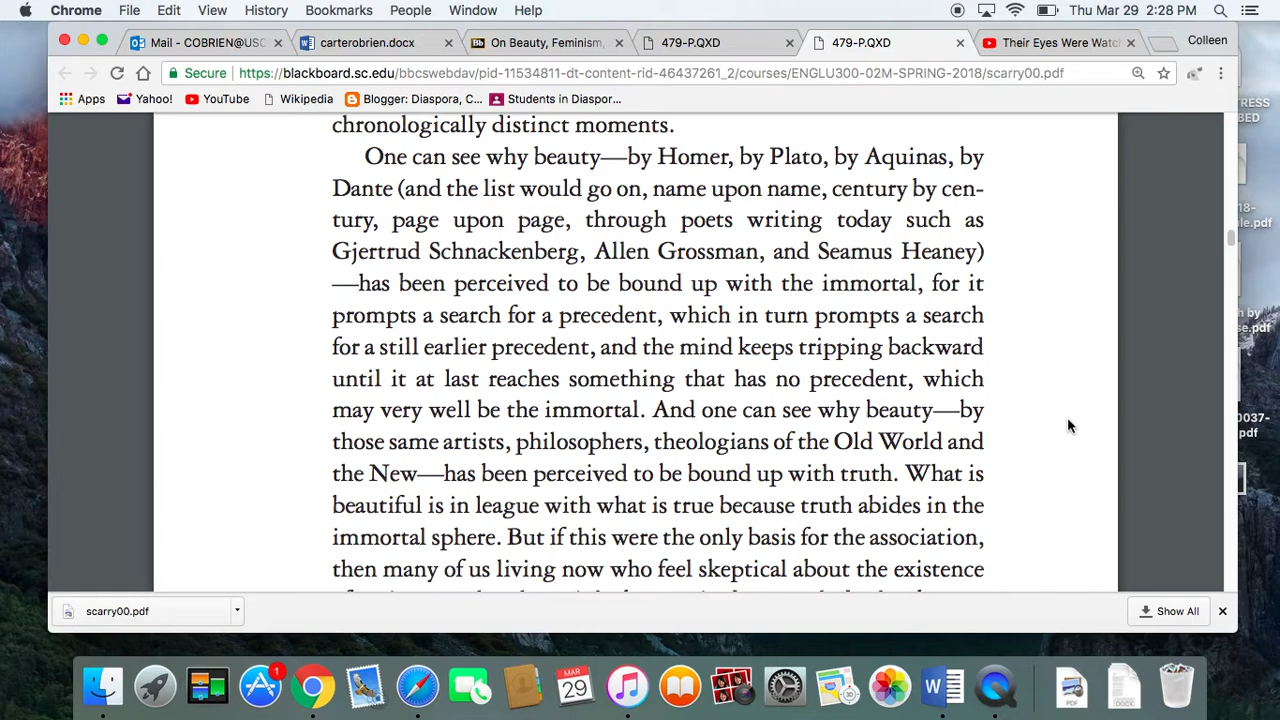 Chrome File Edit View History Bookmarks People Window Help Thu Mar 29 2:28 PM
Mail - COBRIEN@USC carterobrien.docx On Beauty, Feminism, 479-P.QXD 479-P.QXD Their Eyes Were Watch Colleen
Secure https://blackboard.sc.edu/bbcswebdav/pid-11534811-dt-content-rid-46437261_2/courses/ENGLU300-02M-SPRING-2018/scarry00.pdf
Apps Yahoo! YouTube Wikipedia Blogger: Diaspora, C... Students in Diaspor...
chronologically distinct moments.
One can see why beauty—by Homer, by Plato, by Aquinas, by
Dante (and the list would go on, name upon name, century by cen-
tury, page upon page, through poets writing today such as
Gjertrud Schnackenberg, Allen Grossman, and Seamus Heaney)
—has been perceived to be bound up with the immortal, for it
prompts a search for a precedent, which in turn prompts a search
for a still earlier precedent, and the mind keeps tripping backward
until it at last reaches something that has no precedent, which
may very well be the immortal. And one can see why beauty—by
those same artists, philosophers, theologians of the Old World and
the New—has been perceived to be bound up with truth. What is
beautiful is in league with what is true because truth abides in the
immortal sphere. But if this were the only basis for the association,
then many of us living now who feel skeptical about the existence
scarry00.pdf Show All
1
MAR
29